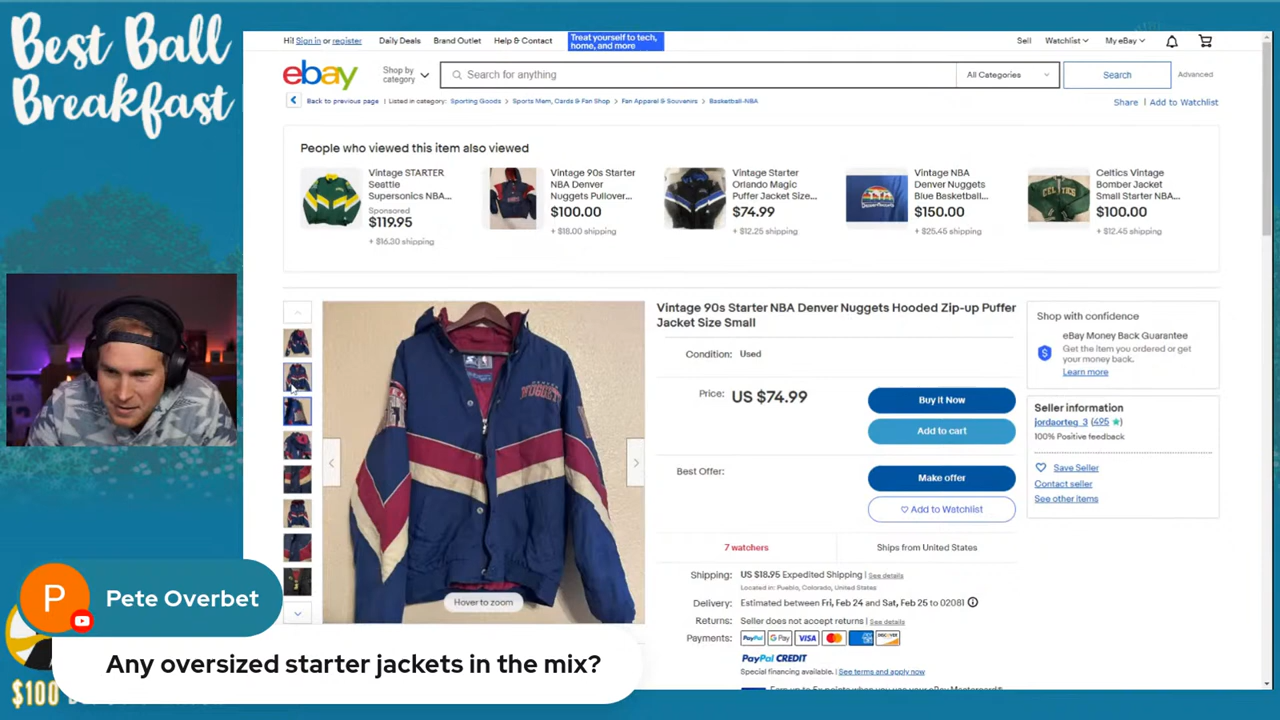 Best Ball
Breakfast
Hi! Sign in or register
Daily Deals
Brand Outlet
Help & Contact
Treat yourself to tech,
home, and more
Sell
Watchlist
My eBay
ebay
Shop by
category
Search for anything
All Categories
Search
Advanced
Back to previous page
Listed in category:
Sporting Goods > Sports Mem, Cards & Fan Shop > Fan Apparel & Souvenirs > Basketball-NBA
Share
Add to Watchlist
People who viewed this item also viewed
Vintage STARTER
Seattle
Supersonics NBA...
Sponsored
$119.95
+ $16.30 shipping
Vintage 90s Starter
NBA Denver
Nuggets Pullover...
$100.00
+ $18.00 shipping
Vintage Starter
Orlando Magic
Puffer Jacket Size...
$74.99
+ $12.25 shipping
Vintage NBA
Denver Nuggets
Blue Basketball...
$150.00
+ $25.45 shipping
CELTICS
Celtics Vintage
Bomber Jacket
Small Starter NBA...
$100.00
+ $12.45 shipping
NUGGETS
Hover to zoom
Vintage 90s Starter NBA Denver Nuggets Hooded Zip-up Puffer
Jacket Size Small
Condition:
Used
Price:
US $74.99
Buy It Now
Add to cart
Best Offer:
Make offer
Add to Watchlist
7 watchers
Ships from United States
Shipping:
US $18.95 Expedited Shipping | See details
Located in: Pueblo, Colorado, United States
Delivery:
Estimated between Fri, Feb 24 and Sat, Feb 25 to 02081
Returns:
Seller does not accept returns | See details
Payments:
PayPal
G Pay
VISA
DISCOVER
PayPal CREDIT
Special financing available. | See terms and apply now
Shop with confidence
eBay Money Back Guarantee
Get the item you ordered or get
your money back.
Learn more
Seller information
jordaorteg_3 (495 )
100% Positive feedback
Save Seller
Contact seller
See other items
P
Pete Overbet
Any oversized starter jackets in the mix?
$100